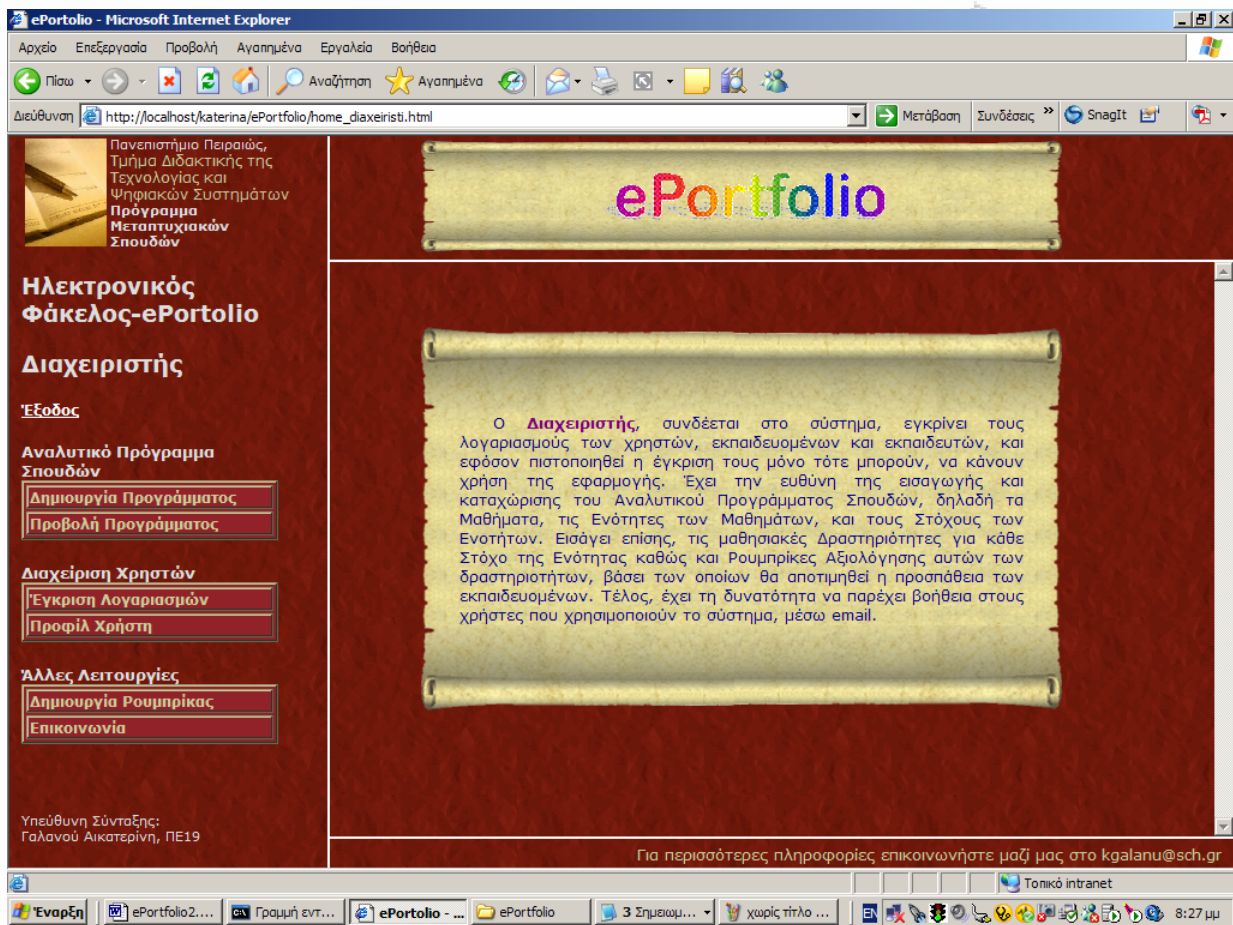 ePortolio - Microsoft Internet Explorer
Αρχείο Επεξεργασία Προβολή Αγαπημένα Εργαλεία Βοήθεια
Πίσω Αναζήτηση Αγαπημένα
Διεύθυνση http://localhost/katerina/ePortfolio/home_diaxeiristi.html Μετάβαση Συνδέσεις » SnagIt
Πανεπιστήμιο Πειραιώς,
Τμήμα Διδακτικής της
Τεχνολογίας και
Ψηφιακών Συστημάτων
Πρόγραμμα
Μεταπτυχιακών
Σπουδών
ePortfolio
Ηλεκτρονικός
Φάκελος-ePortolio
Διαχειριστής
Έξοδος
Αναλυτικό Πρόγραμμα
Σπουδών
Δημιουργία Προγράμματος
Προβολή Προγράμματος
Διαχείριση Χρηστών
Έγκριση Λογαριασμών
Προφίλ Χρήστη
Άλλες Λειτουργίες
Δημιουργία Ρουμπρίκας
Επικοινωνία
Υπεύθυνη Σύνταξης:
Γαλανού Αικατερίνη, ΠΕ19
Ο Διαχειριστής, συνδέεται στο σύστημα, εγκρίνει τους
λογαριασμούς των χρηστών, εκπαιδευομένων και εκπαιδευτών, και
εφόσον πιστοποιηθεί η έγκριση τους μόνο τότε μπορούν, να κάνουν
χρήση της εφαρμογής. Έχει την ευθύνη της εισαγωγής και
καταχώρισης του Αναλυτικού Προγράμματος Σπουδών, δηλαδή τα
Μαθήματα, τις Ενότητες των Μαθημάτων, και τους Στόχους των
Ενοτήτων. Εισάγει επίσης, τις μαθησιακές Δραστηριότητες για κάθε
Στόχο της Ενότητας καθώς και Ρουμπρίκες Αξιολόγησης αυτών των
δραστηριοτήτων, βάσει των οποίων θα αποτιμηθεί η προσπάθεια των
εκπαιδευομένων. Τέλος, έχει τη δυνατότητα να παρέχει βοήθεια στους
χρήστες που χρησιμοποιούν το σύστημα, μέσω email.
Για περισσότερες πληροφορίες επικοινωνήστε μαζί μας στο kgalanu@sch.gr
Τοπικό intranet
Έναρξη ePortfolio2.... Γραμμή εντ... ePortolio - ... ePortfolio 3 Σημειωμ... χωρίς τίτλο ... EN 8:27 μμ